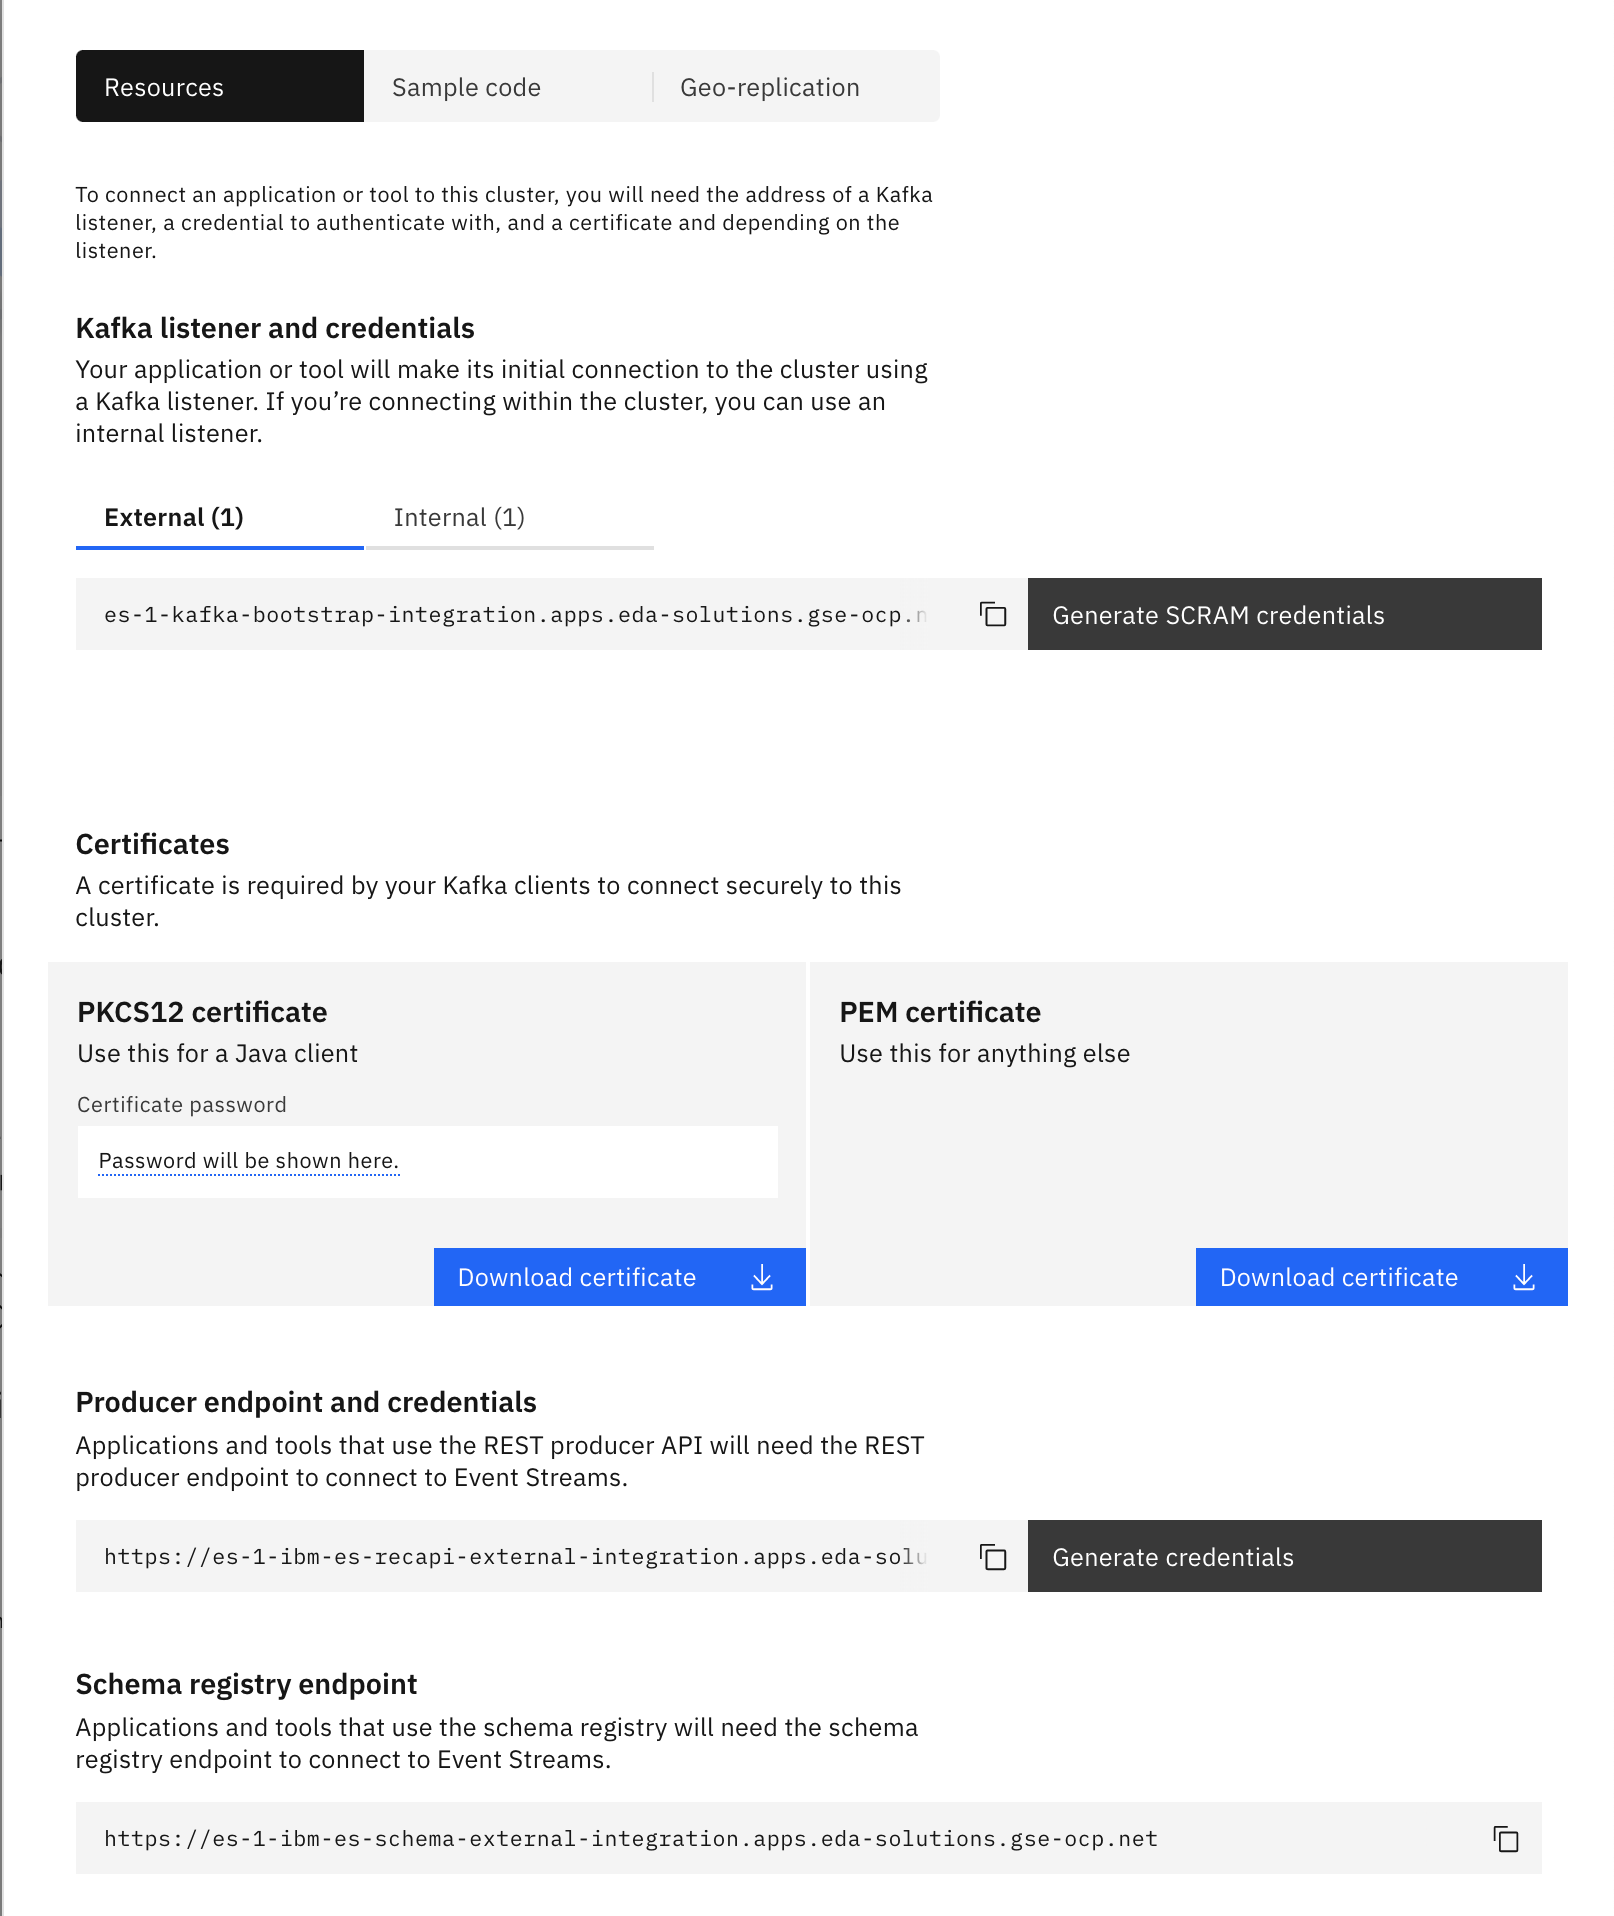 Resources
Sample code
Geo-replication
To connect an application or tool to this cluster, you will need the address of a Kafka
listener, a credential to authenticate with, and a certificate and depending on the
listener.
Kafka listener and credentials
Your application or tool will make its initial connection to the cluster using
a Kafka listener. If you’re connecting within the cluster, you can use an
internal listener.
External (1)
Internal (1)
es-1-kafka-bootstrap-integration.apps.eda-solutions.gse-ocp.n
Generate SCRAM credentials
Certificates
A certificate is required by your Kafka clients to connect securely to this
cluster.
PKCS12 certificate
Use this for a Java client
Certificate password
Password will be shown here.
Download certificate
PEM certificate
Use this for anything else
Download certificate
Producer endpoint and credentials
Applications and tools that use the REST producer API will need the REST
producer endpoint to connect to Event Streams.
https://es-1-ibm-es-recapi-external-integration.apps.eda-solu
Generate credentials
Schema registry endpoint
Applications and tools that use the schema registry will need the schema
registry endpoint to connect to Event Streams.
https://es-1-ibm-es-schema-external-integration.apps.eda-solutions.gse-ocp.net